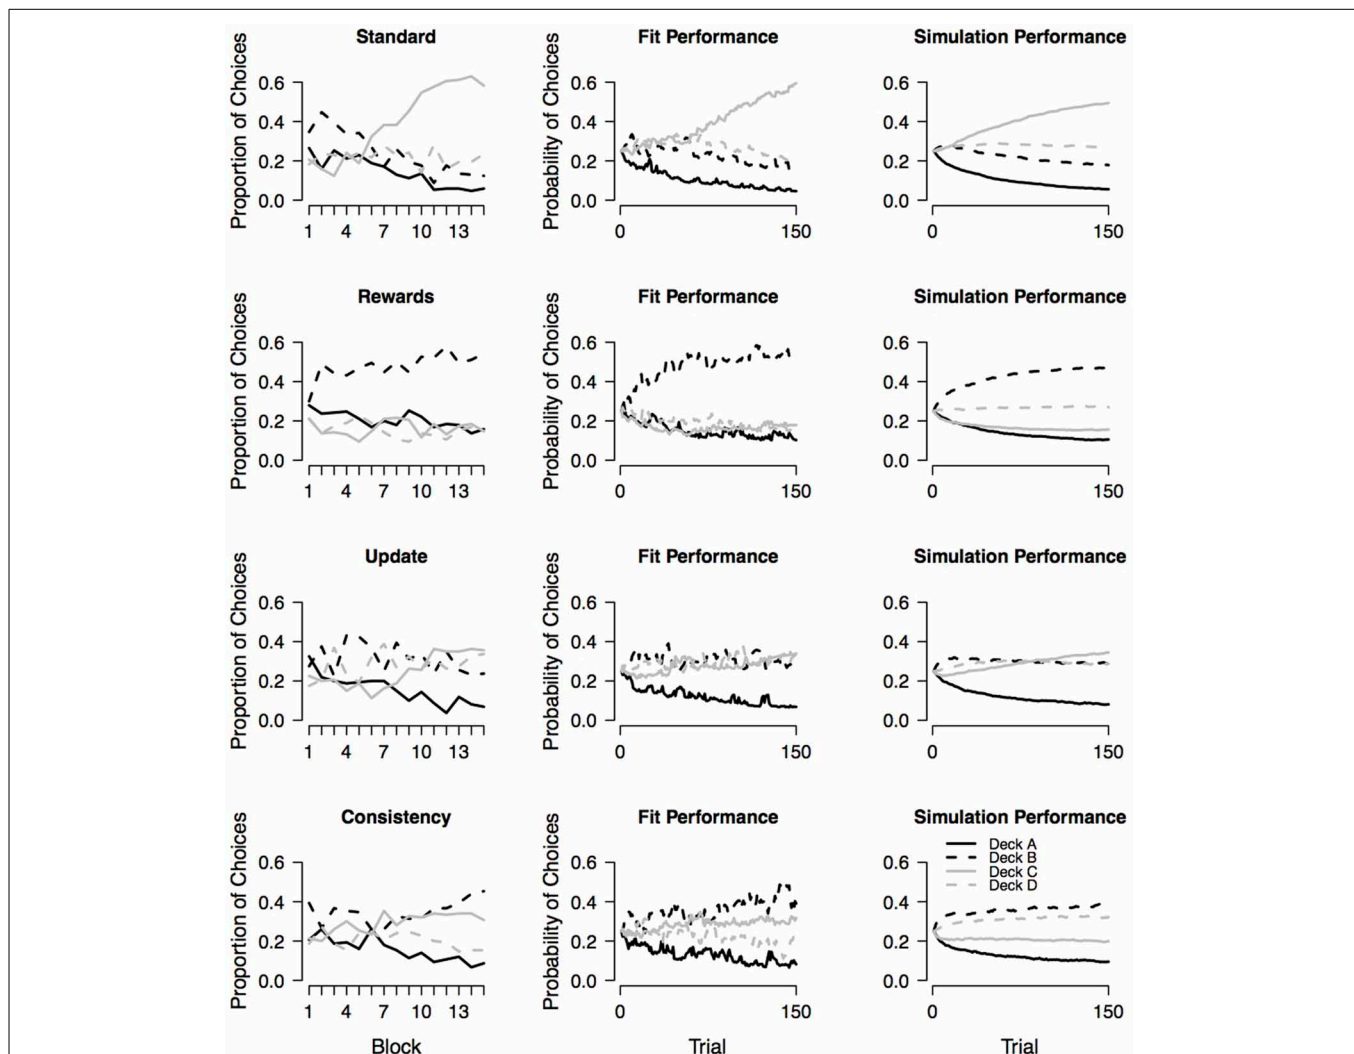 Standard Fit Performance Simulation Performance
Proportion of Choices Probability of Choices
0.6 0.6 0.6
0.4 0.4 0.4
0.2 0.2 0.2
0.0 0.0 0.0
1 4 7 10 13 0 150 0 150
Rewards Fit Performance Simulation Performance
Proportion of Choices Probability of Choices
0.6 0.6 0.6
0.4 0.4 0.4
0.2 0.2 0.2
0.0 0.0 0.0
1 4 7 10 13 0 150 0 150
Update Fit Performance Simulation Performance
Proportion of Choices Probability of Choices
0.6 0.6 0.6
0.4 0.4 0.4
0.2 0.2 0.2
0.0 0.0 0.0
1 4 7 10 13 0 150 0 150
Consistency Fit Performance Simulation Performance
Proportion of Choices Probability of Choices
Deck A
Deck B
Deck C
Deck D
0.6 0.6 0.6
0.4 0.4 0.4
0.2 0.2 0.2
0.0 0.0 0.0
1 4 7 10 13 0 150 0 150
Block Trial Trial